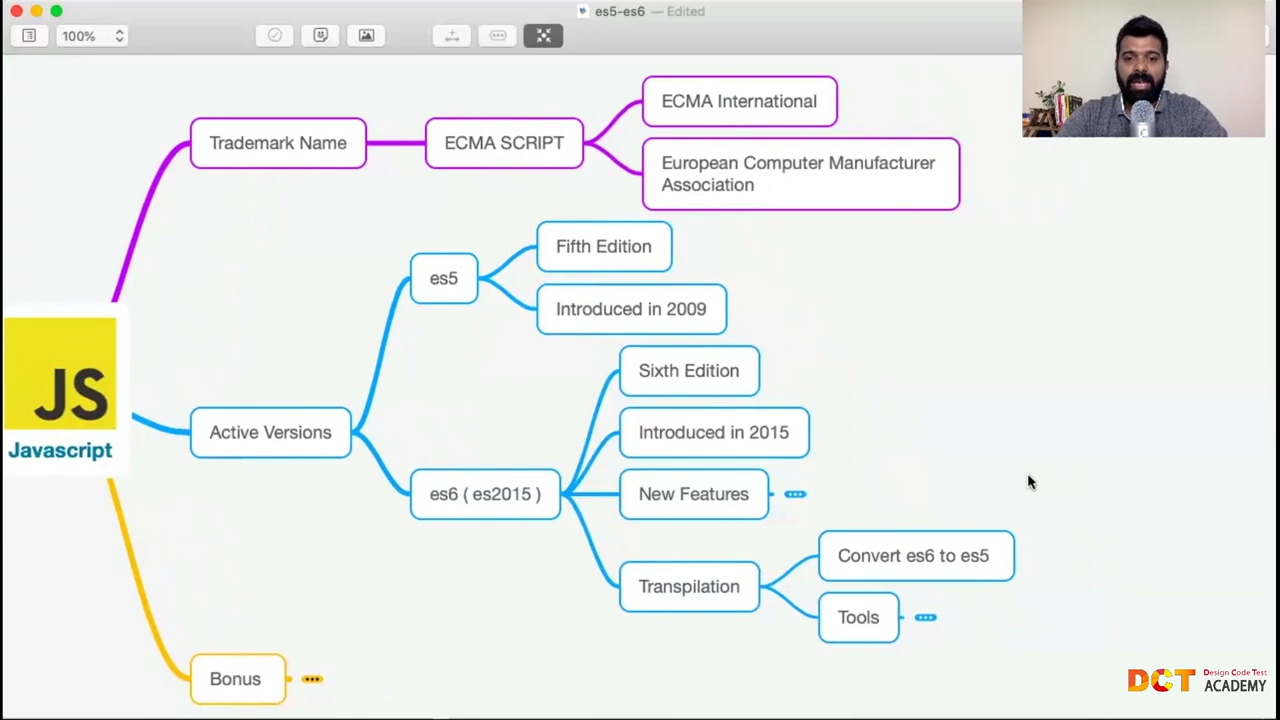 es5-es6 — Edited
100%
Trademark Name
ECMA SCRIPT
ECMA International
European Computer Manufacturer
Association
es5
Fifth Edition
Introduced in 2009
JS
Javascript
Active Versions
es6 ( es2015 )
Sixth Edition
Introduced in 2015
New Features
Transpilation
Convert es6 to es5
Tools
Bonus
DCT
Design Code Test
ACADEMY